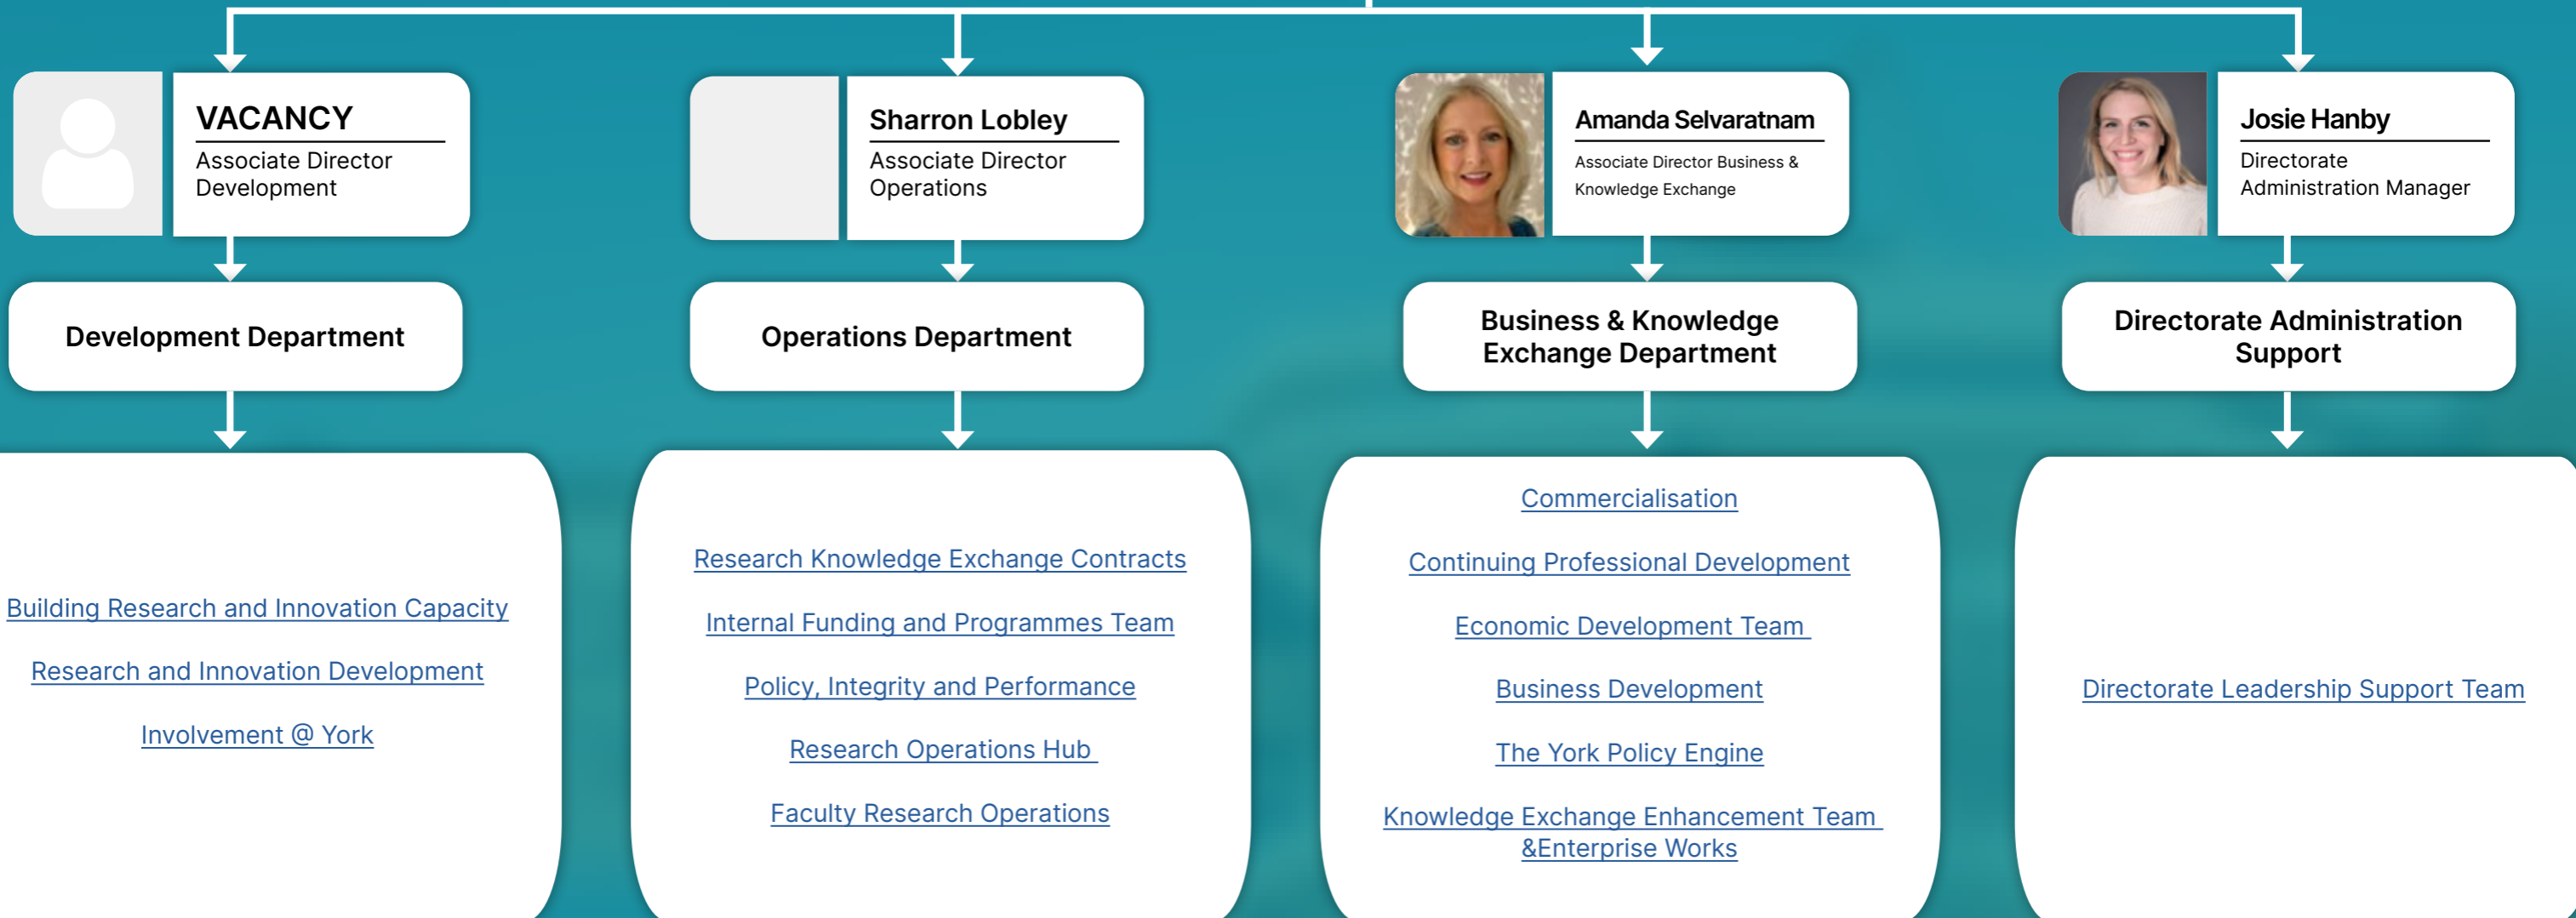 VACANCY
Associate Director
Development
Sharron Lobley
Associate Director
Operations
Amanda Selvaratnam
Associate Director Business &
Knowledge Exchange
Josie Hanby
Directorate
Administration Manager
Development Department
Operations Department
Business & Knowledge
Exchange Department
Directorate Administration
Support
Building Research and Innovation Capacity
Research and Innovation Development
Involvement @ York
Research Knowledge Exchange Contracts
Internal Funding and Programmes Team
Policy, Integrity and Performance
Research Operations Hub
Faculty Research Operations
Commercialisation
Continuing Professional Development
Economic Development Team
Business Development
The York Policy Engine
Knowledge Exchange Enhancement Team
&Enterprise Works
Directorate Leadership Support Team